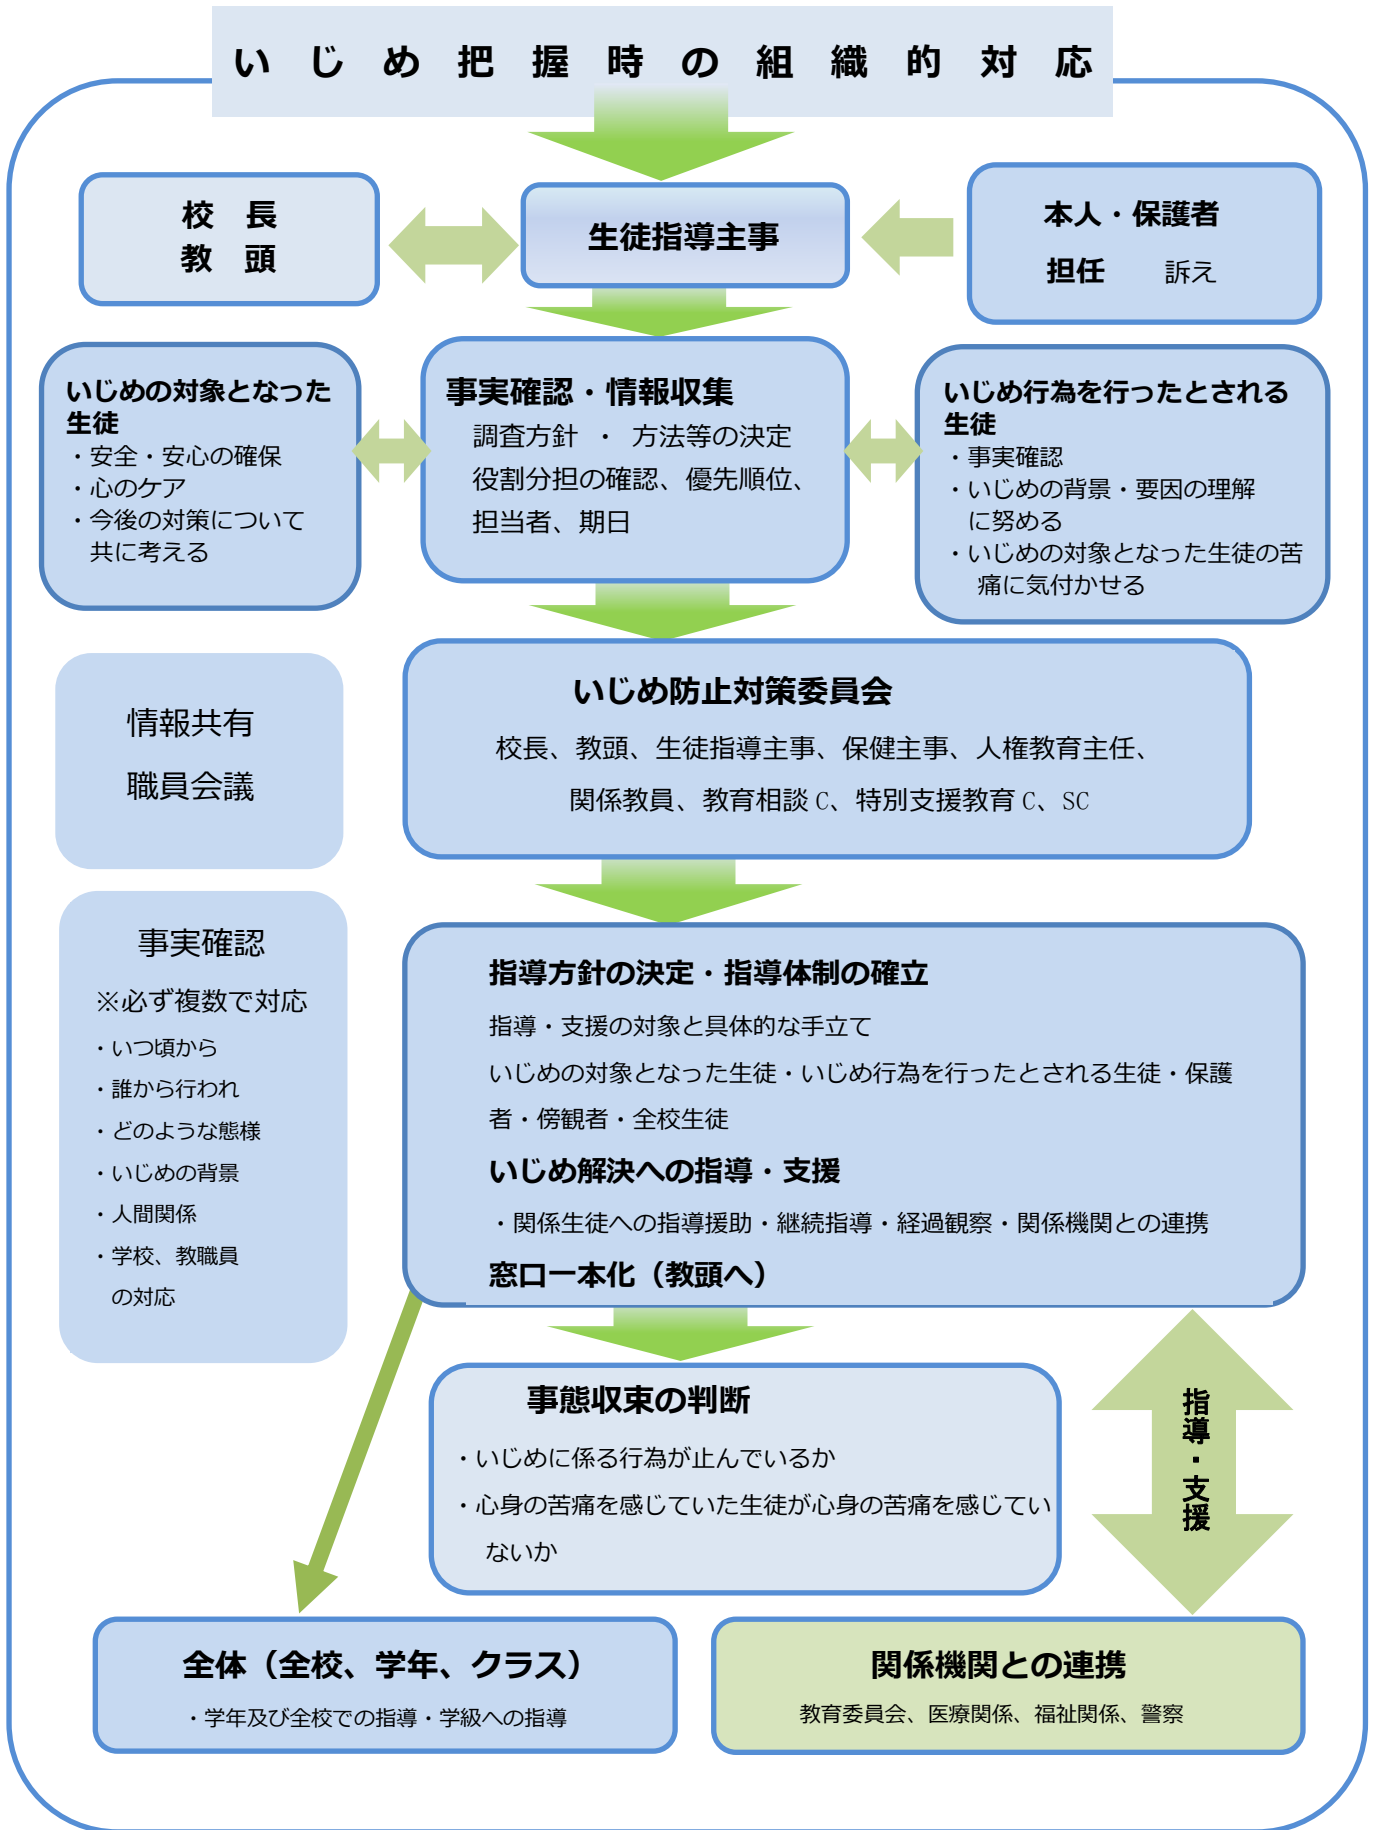 いじめ把握時の組織的対応
校　長
教　頭
生徒指導主事
本人・保護者
担任　　訴え
いじめの対象となった
生徒
・安全・安心の確保
・心のケア
・今後の対策について
共に考える
事実確認・情報収集
調査方針 ・ 方法等の決定
役割分担の確認、優先順位、
担当者、期日
いじめ行為を行ったとされる
生徒
・事実確認
・いじめの背景・要因の理解
に努める
・いじめの対象となった生徒の苦
痛に気付かせる
情報共有
職員会議
いじめ防止対策委員会
校長、教頭、生徒指導主事、保健主事、人権教育主任、
関係教員、教育相談 C、特別支援教育 C、SC
事実確認
※必ず複数で対応
・いつ頃から
・誰から行われ
・どのような態様
・いじめの背景
・人間関係
・学校、教職員
の対応
指導方針の決定・指導体制の確立
指導・支援の対象と具体的な手立て
いじめの対象となった生徒・いじめ行為を行ったとされる生徒・保護
者・傍観者・全校生徒
いじめ解決への指導・支援
・関係生徒への指導援助・継続指導・経過観察・関係機関との連携
窓口一本化（教頭へ）
事態収束の判断
・いじめに係る行為が止んでいるか
・心身の苦痛を感じていた生徒が心身の苦痛を感じてい
ないか
指導・支援
全体（全校、学年、クラス）
・学年及び全校での指導・学級への指導
関係機関との連携
教育委員会、医療関係、福祉関係、警察